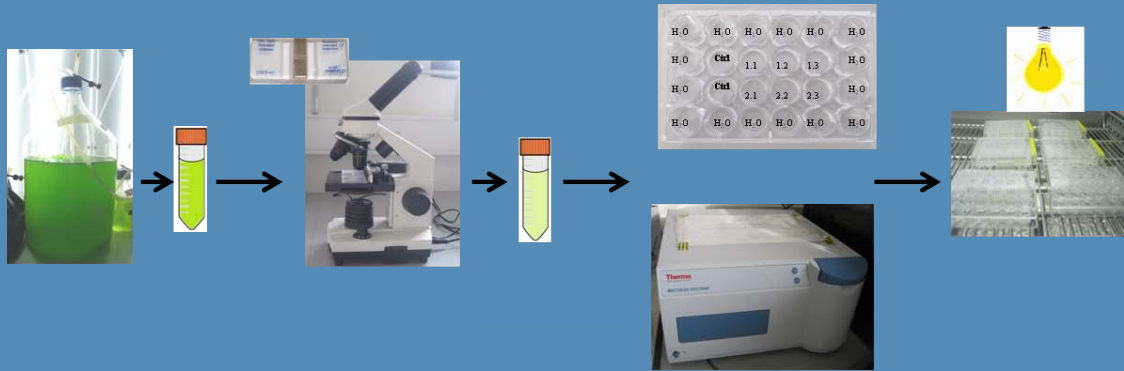 H₂O H₂O H₂O H₂O H₂O H₂O
H₂O Ctrl 1.1 1.2 1.3 H₂O
H₂O Ctrl 2.1 2.2 2.3 H₂O
H₂O H₂O H₂O H₂O H₂O H₂O
Thermo